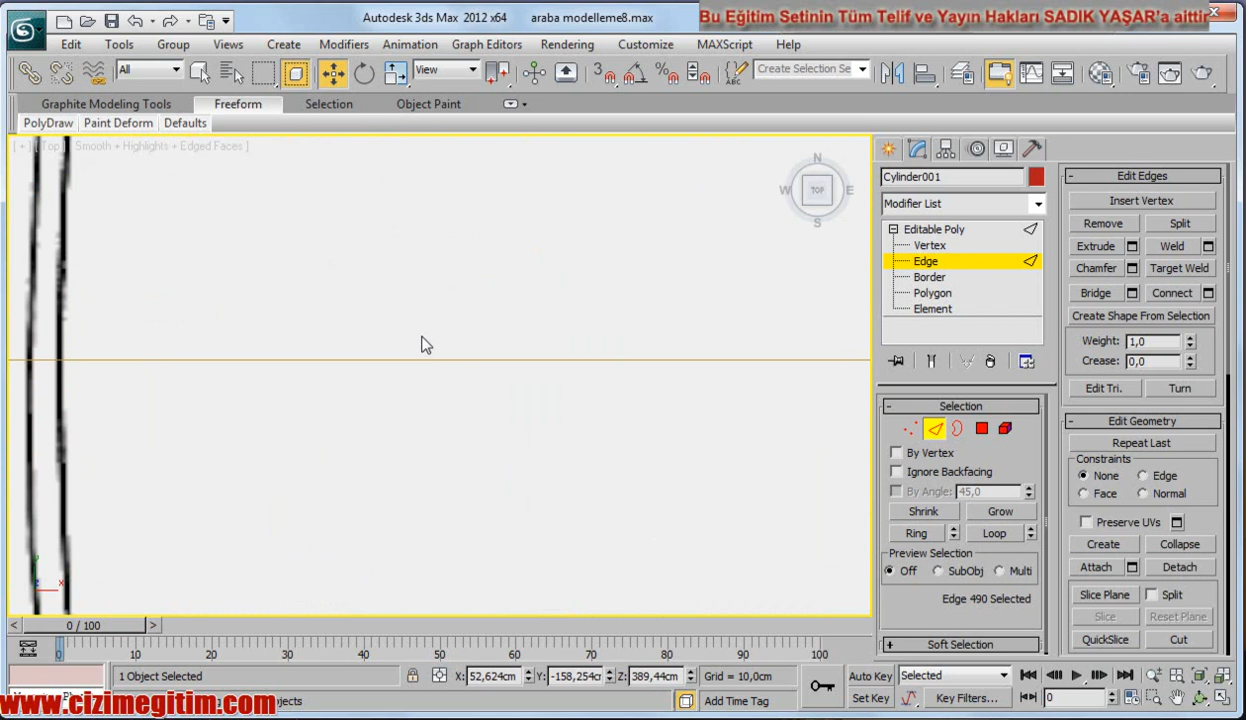 Autodesk 3ds Max 2012 x64 araba modelleme8.max
Bu Eğitim Setinin Tüm Telif ve Yayın Hakları SADIK YAŞAR'a aittir
Edit Tools Group Views Create Modifiers Animation Graph Editors Rendering Customize MAXScript Help
All View Create Selection Se
Graphite Modeling Tools Freeform Selection Object Paint
PolyDraw Paint Deform Defaults
[ + ] [ Top ] Smooth + Highlights + Edged Faces ]
N
W TOP E
S
Cylinder001
Modifier List
Editable Poly
Vertex
Edge
Border
Polygon
Element
Selection
By Vertex
Ignore Backfacing
By Angle: 45,0
Shrink Grow
Ring Loop
Preview Selection
Off SubObj Multi
Edge 490 Selected
Soft Selection
Edit Edges
Insert Vertex
Remove Split
Extrude Weld
Chamfer Target Weld
Bridge Connect
Create Shape From Selection
Weight: 1,0
Crease: 0,0
Edit Tri. Turn
Edit Geometry
Repeat Last
Constraints
None Edge
Face Normal
Preserve UVs
Create Collapse
Attach Detach
Slice Plane Split
Slice Reset Plane
QuickSlice Cut
x
< 0 / 100 >
0 10 20 30 40 50 60 70 80 90 100
1 Object Selected X: 52,624cm Y: -158,254cr Z: 389,44cm Grid = 10,0cm Auto Key Selected
Add Time Tag Set Key Key Filters... 0
www.cizimegitim.com